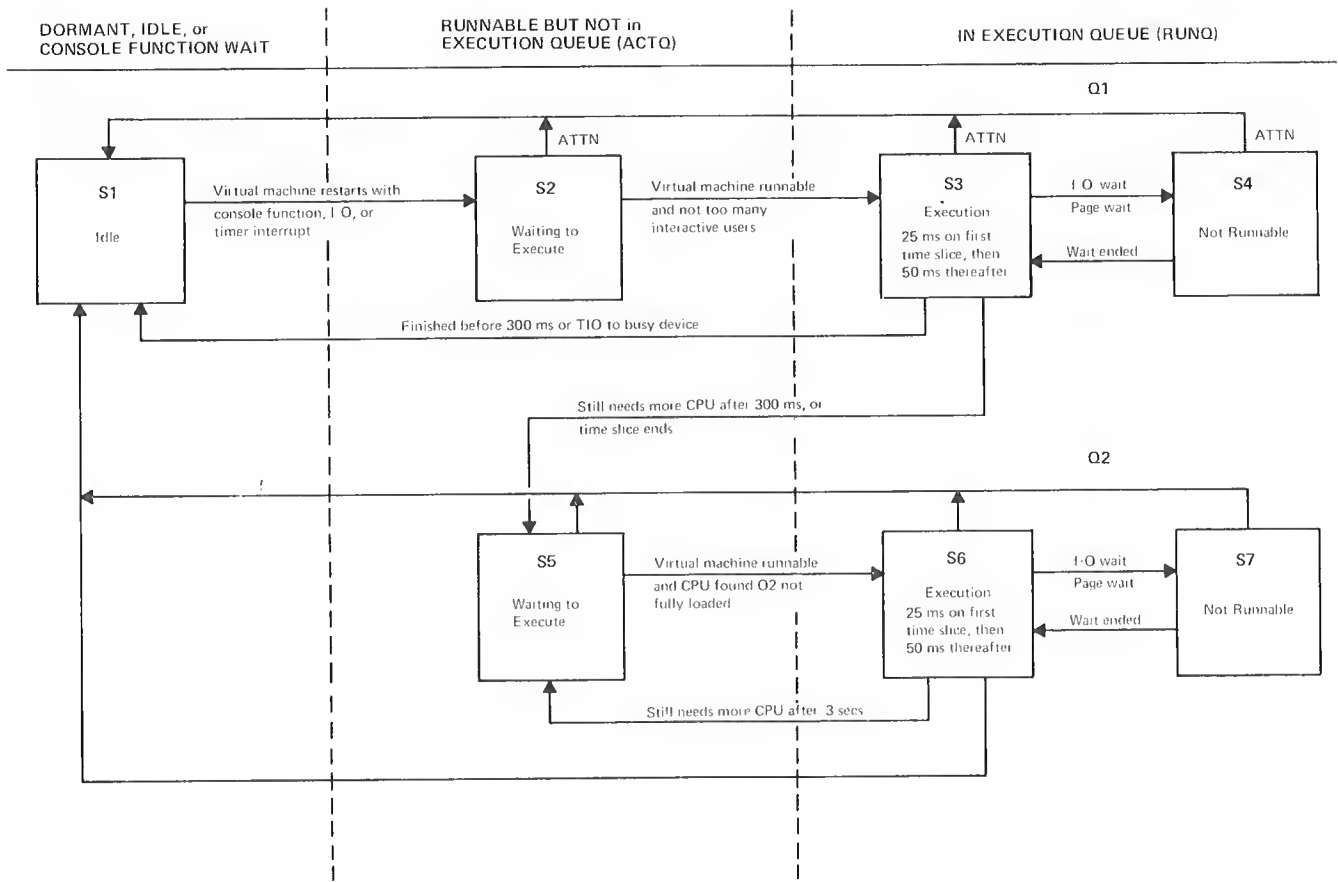 DORMANT, IDLE, or
CONSOLE FUNCTION WAIT
RUNNABLE BUT NOT in
EXECUTION QUEUE (ACTQ)
IN EXECUTION QUEUE (RUNQ)
Q1
ATTN
ATTN
ATTN
S1
Idle
Virtual machine restarts with
console function, I O, or
timer interrupt
S2
Waiting to
Execute
Virtual machine runnable
and not too many
interactive users
S3
Execution
25 ms on first
time slice, then
50 ms thereafter
I O wait
Page wait
Wait ended
S4
Not Runnable
Finished before 300 ms or TIO to busy device
Still needs more CPU after 300 ms, or
time slice ends
Q2
S5
Waiting to
Execute
Virtual machine runnable
and CPU found Q2 not
fully loaded
S6
Execution
25 ms on first
time slice, then
50 ms thereafter
I·O wait
Page wait
Wait ended
S7
Not Runnable
Still needs more CPU after 3 secs